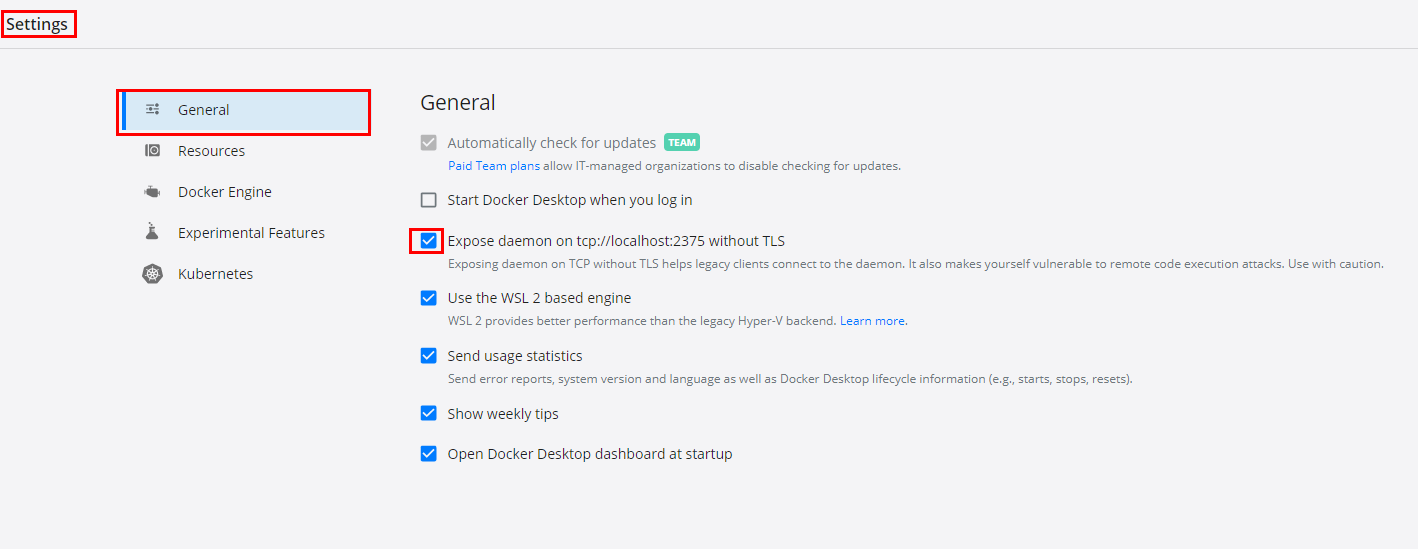 Settings
General
Resources
Docker Engine
Experimental Features
Kubernetes
General
Automatically check for updates TEAM
Paid Team plans allow IT-managed organizations to disable checking for updates.
Start Docker Desktop when you log in
Expose daemon on tcp://localhost:2375 without TLS
Exposing daemon on TCP without TLS helps legacy clients connect to the daemon. It also makes yourself vulnerable to remote code execution attacks. Use with caution.
Use the WSL 2 based engine
WSL 2 provides better performance than the legacy Hyper-V backend. Learn more.
Send usage statistics
Send error reports, system version and language as well as Docker Desktop lifecycle information (e.g., starts, stops, resets).
Show weekly tips
Open Docker Desktop dashboard at startup